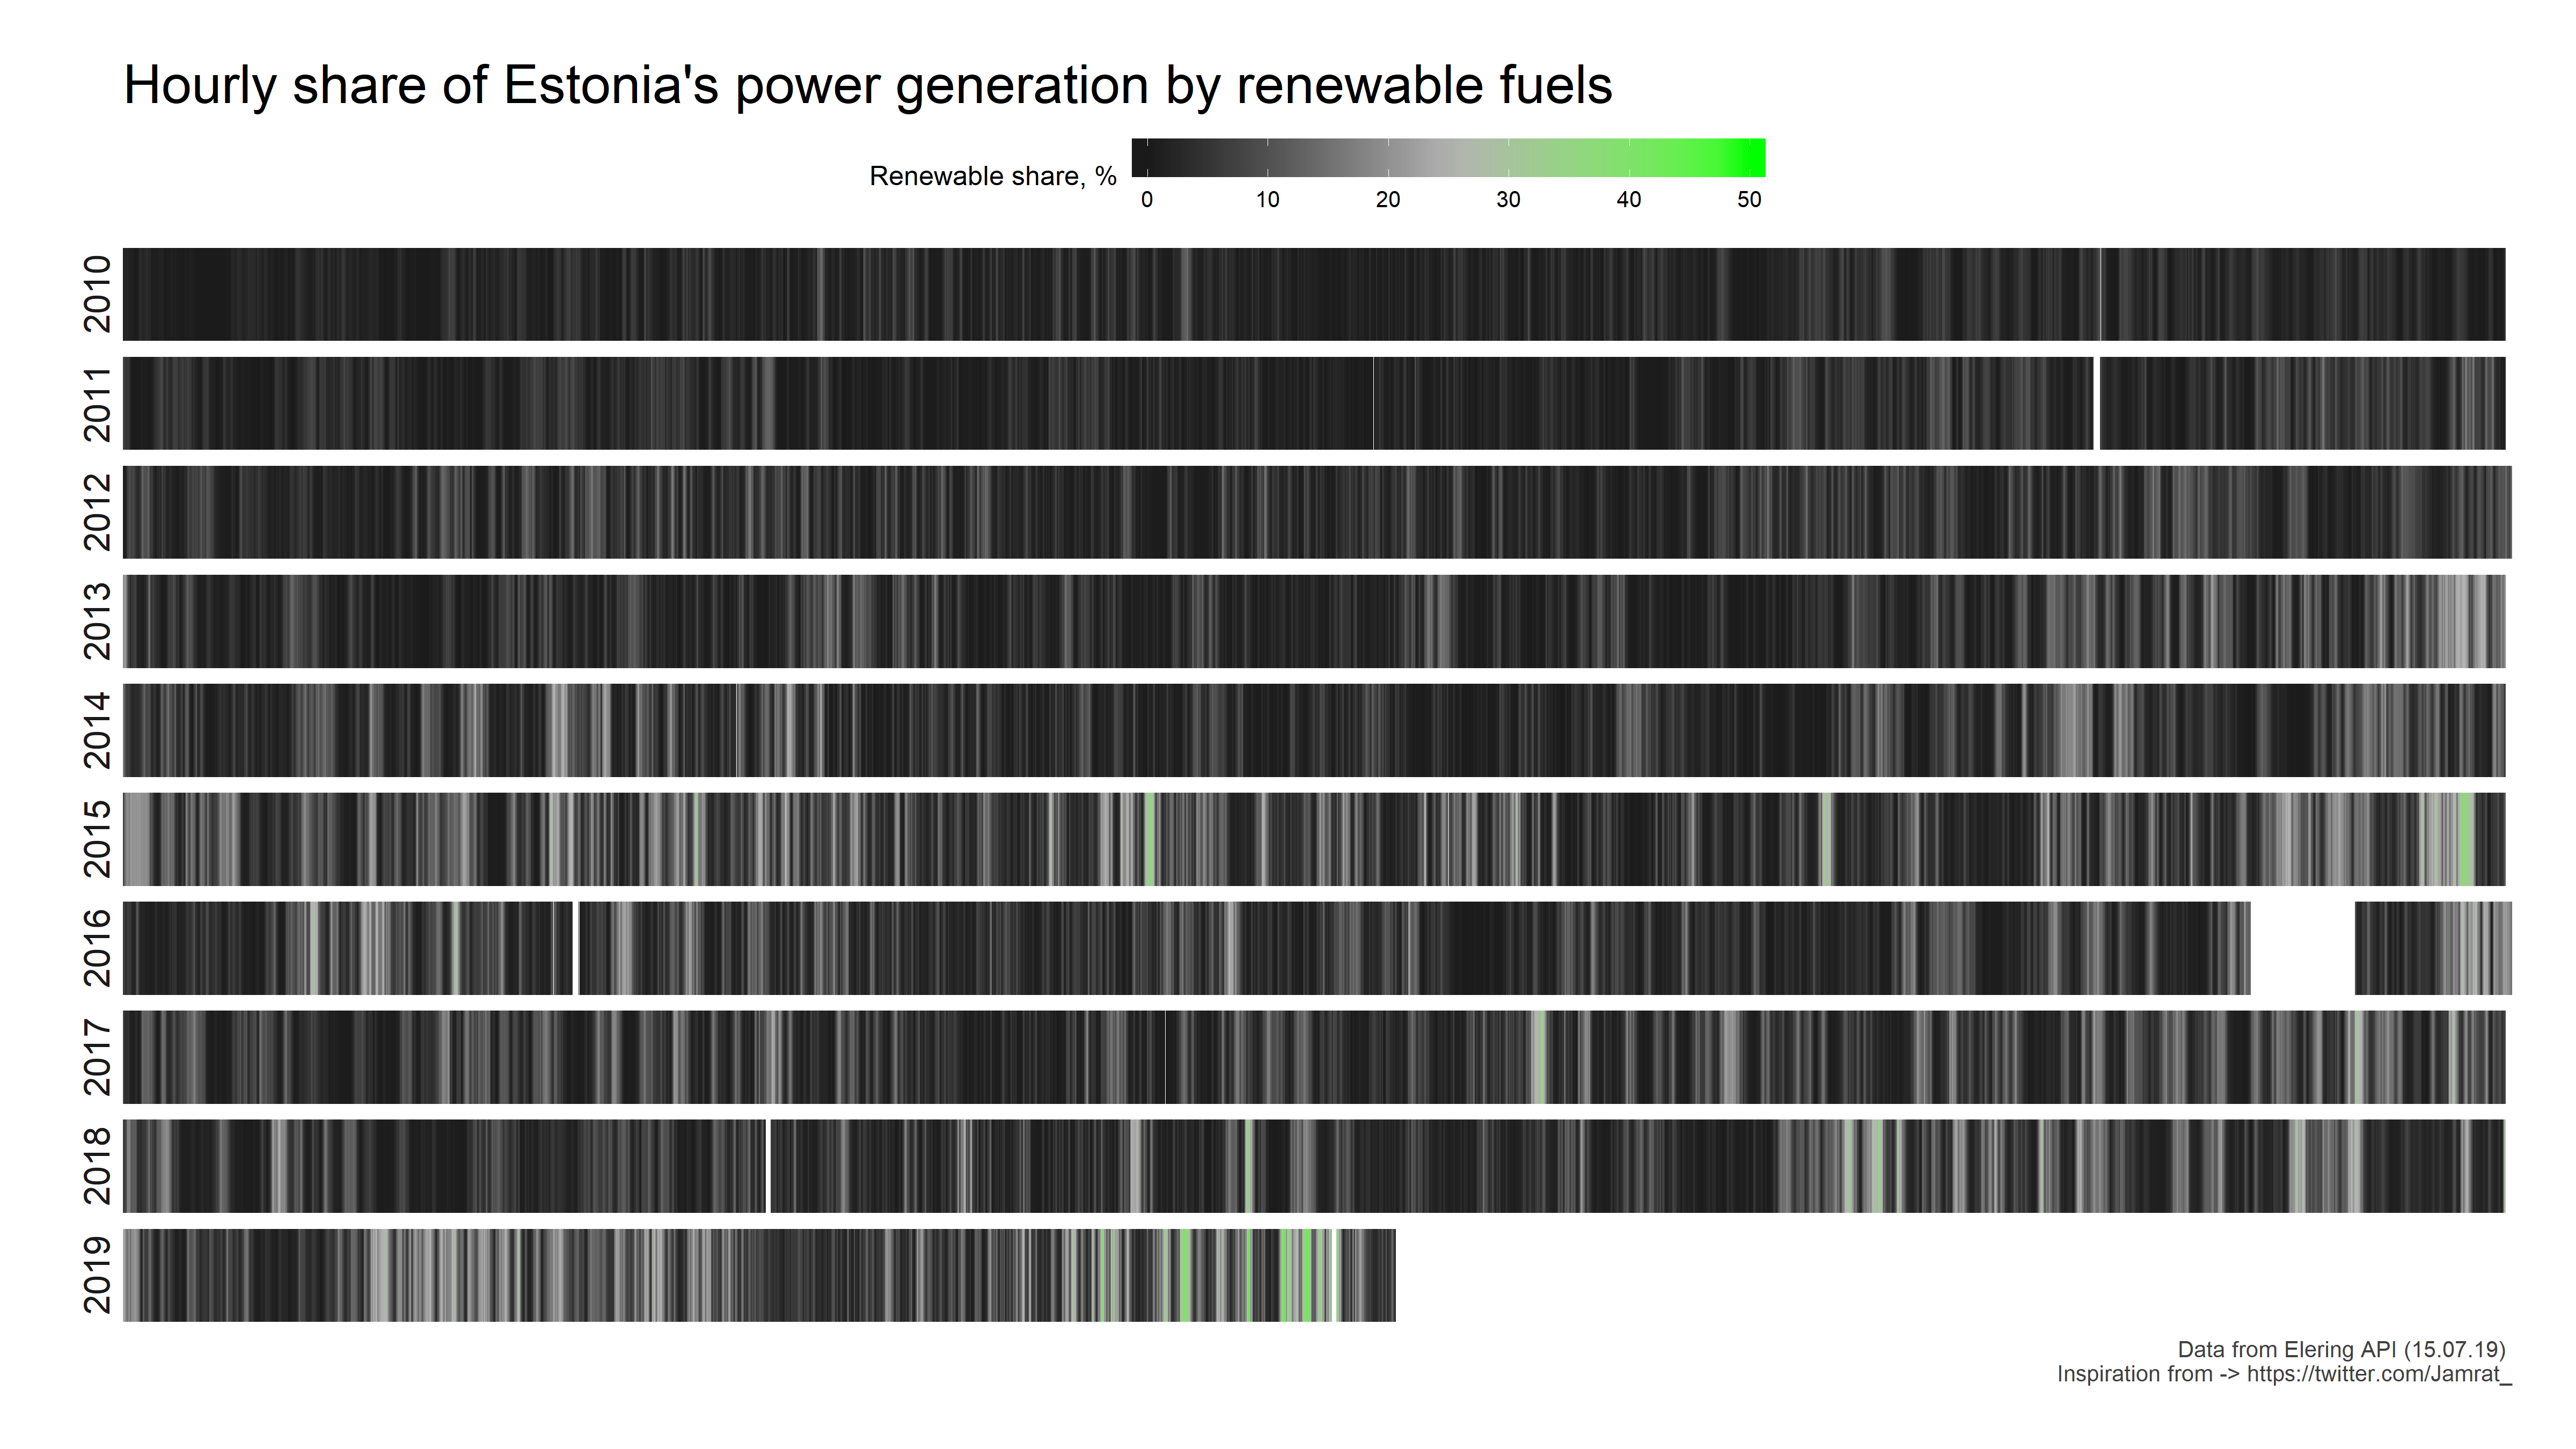 Hourly share of Estonia's power generation by renewable fuels
Renewable share, %
0 10 20 30 40 50
2010
2011
2012
2013
2014
2015
2016
2017
2018
2019
Data from Elering API (15.07.19)
Inspiration from -> https://twitter.com/Jamrat_